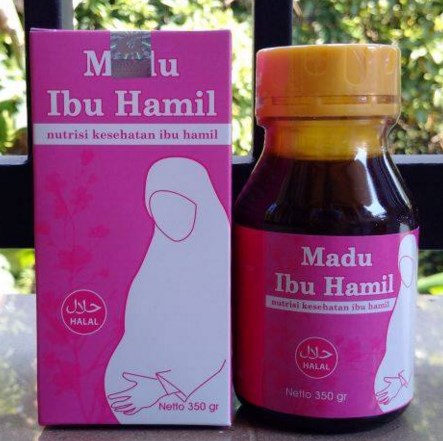 Madu
Ibu Hamil
nutrisi kesehatan ibu hamil
حلال
HALAL
Netto 350 gr
Madu
Ibu Hamil
nutrisi kesehatan ibu hamil
حلال
HALAL
Netto 350 gr